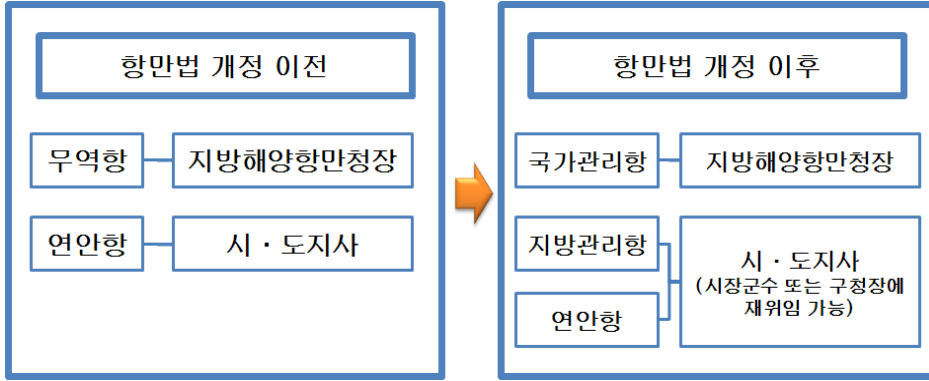 항만법 개정 이전
무역항
지방해양항만청장
연안항
시 · 도지사
항만법 개정 이후
국가관리항
지방해양항만청장
지방관리항
연안항
시 · 도지사
(시장군수 또는 구청장에
재위임 가능)